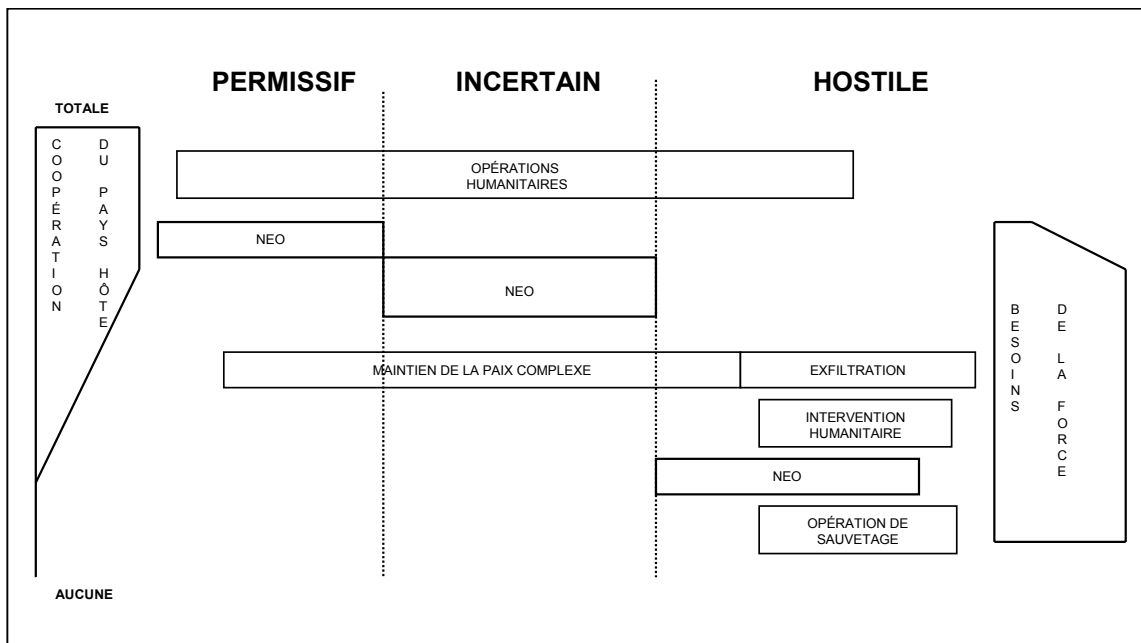 PERMISSIF
INCERTAIN
HOSTILE
TOTALE
COOPÉRATION
DU PAYS HÔTE
OPÉRATIONS
HUMANITAIRES
NEO
NEO
MAINTIEN DE LA PAIX COMPLEXE
EXFILTRATION
INTERVENTION
HUMANITAIRE
NEO
OPÉRATION DE
SAUVETAGE
BESOINS
DE LA FORCE
AUCUNE